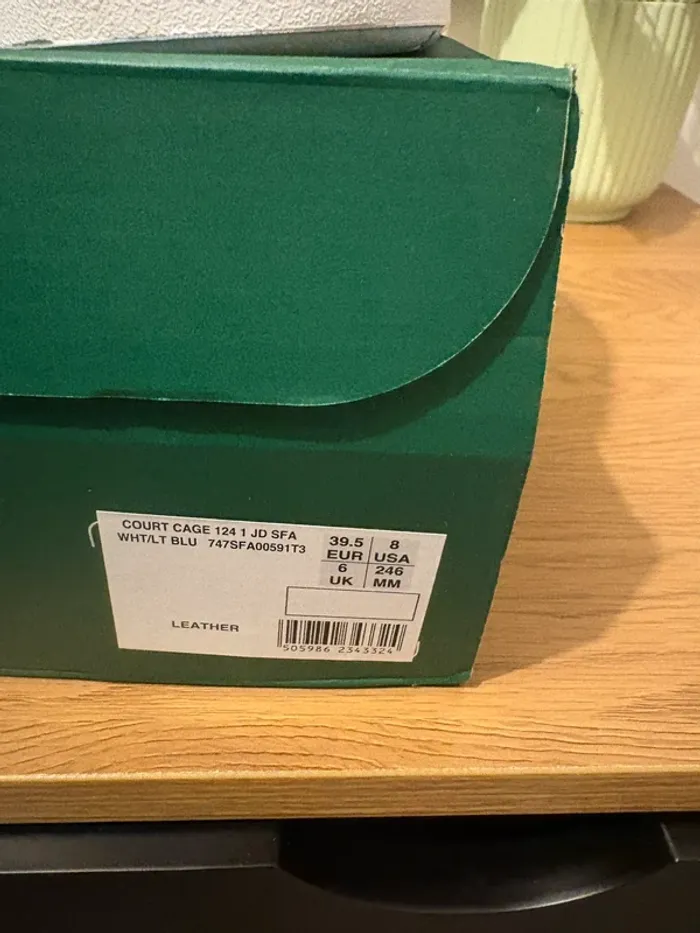 COURT CAGE 124 1 JD SFA
WHT/LT BLU 747SFA00591T3
39.5 8
EUR USA
6 246
UK MM
LEATHER
505986 2343324